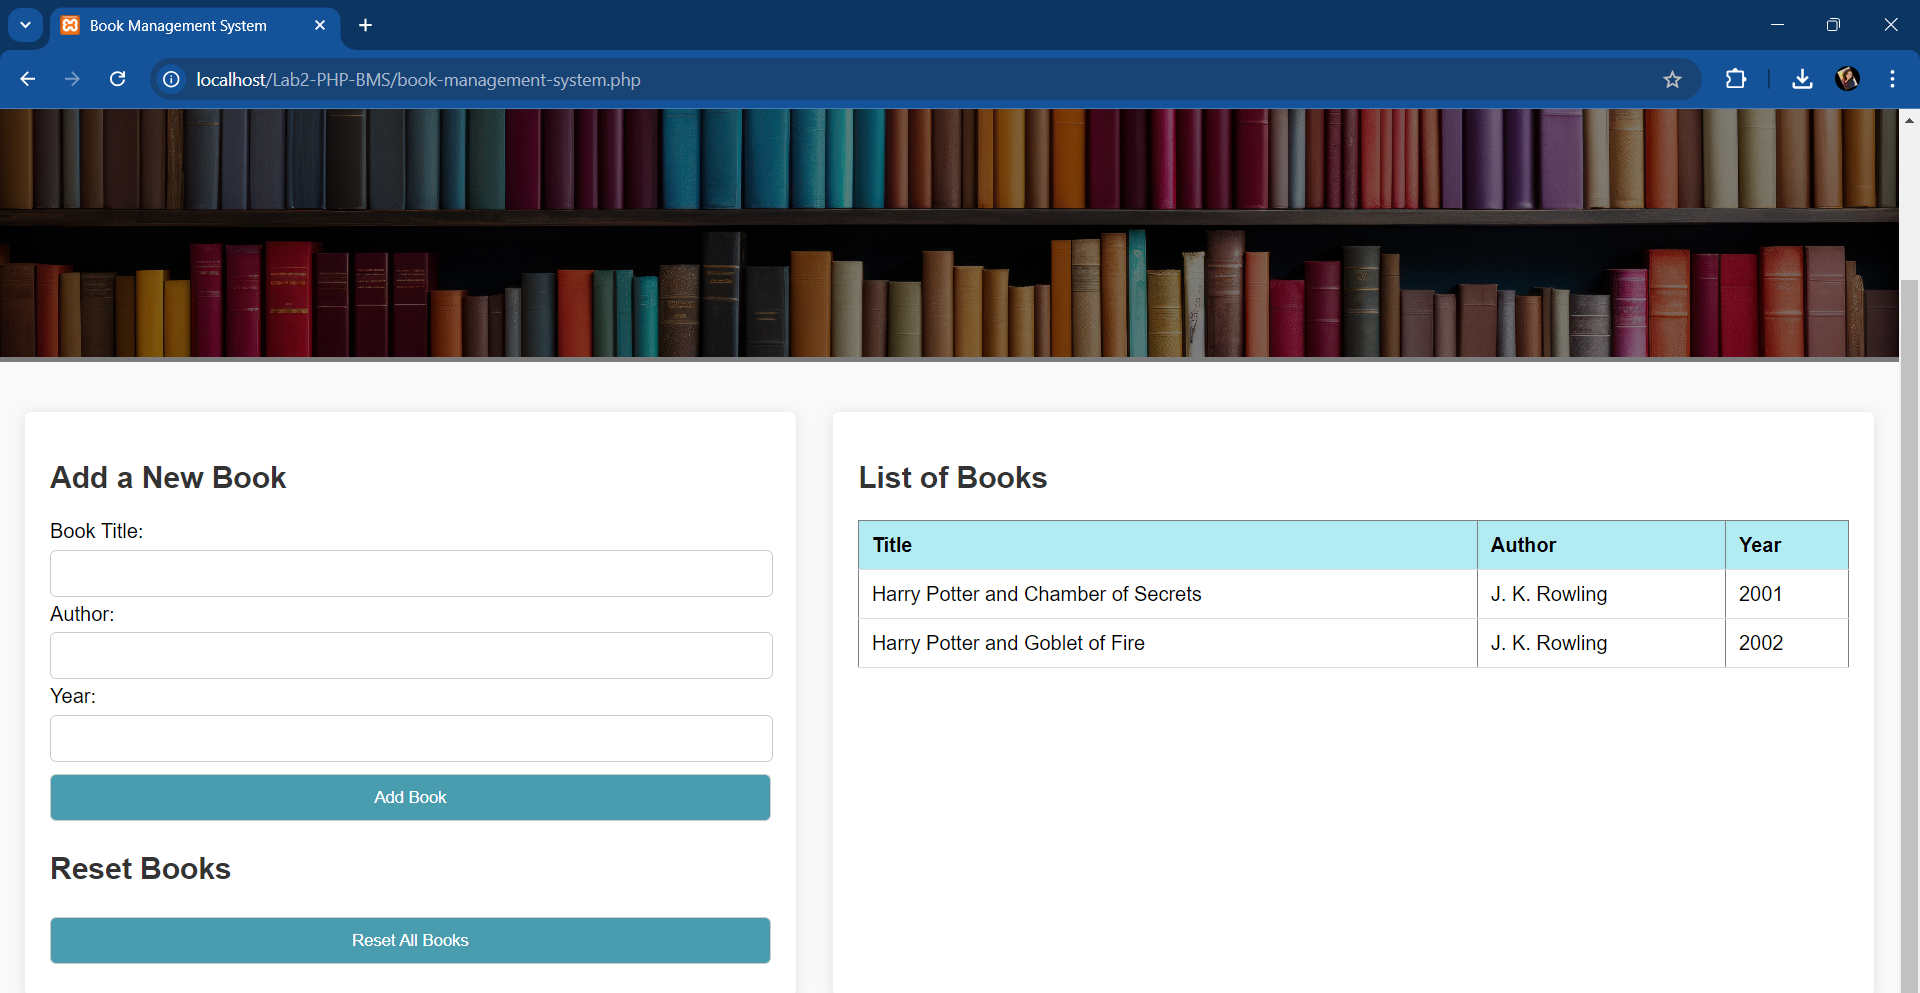 Book Management System
localhost/Lab2-PHP-BMS/book-management-system.php
Add a New Book
Book Title:
Author:
Year:
Add Book
Reset Books
Reset All Books
List of Books
Title Author Year
Harry Potter and Chamber of Secrets J. K. Rowling 2001
Harry Potter and Goblet of Fire J. K. Rowling 2002